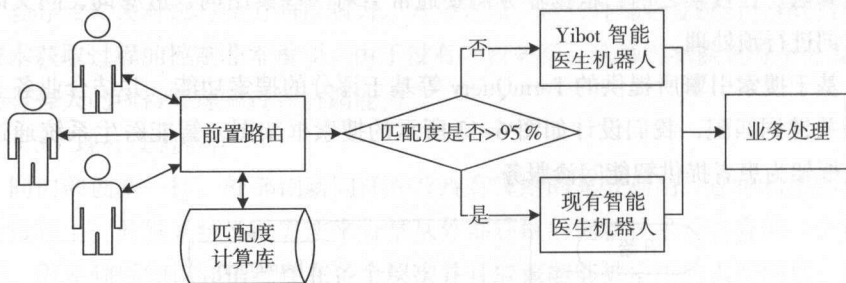 否
Yibot 智能
医生机器人
前置路由
匹配度是否>95%
业务处理
是
现有智能
医生机器人
匹配度
计算库